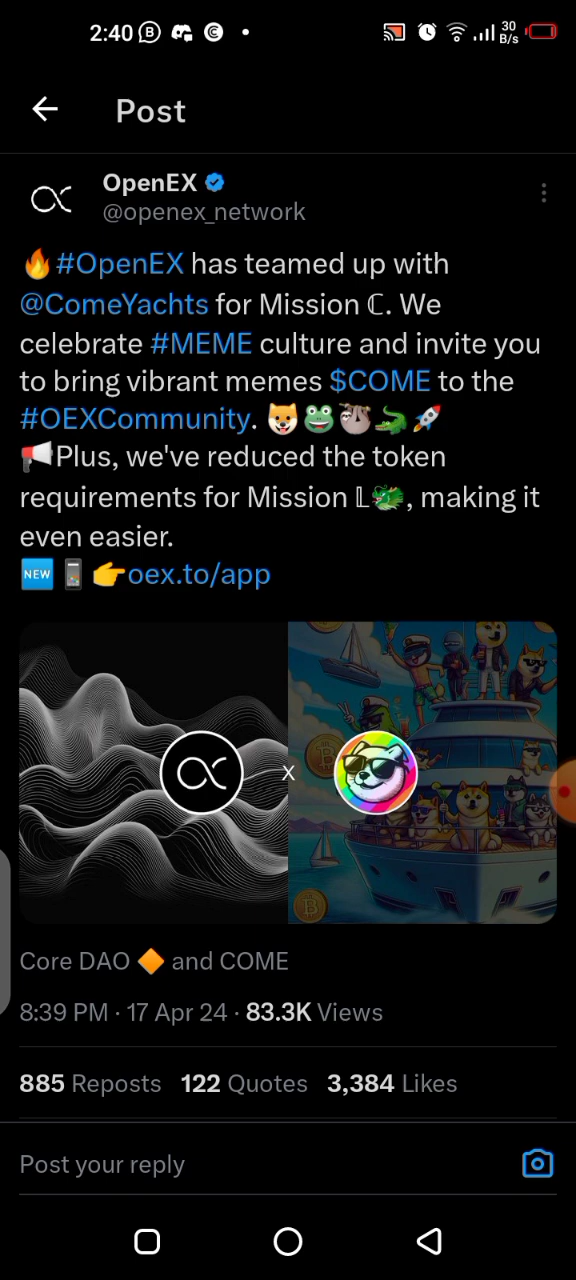 2:40
30
B/s
Post
OpenEX
@openex_network
🔥#OpenEX has teamed up with
@ComeYachts for Mission ℂ. We
celebrate #MEME culture and invite you
to bring vibrant memes $COME to the
#OEXCommunity. 🐶🐸🦥🐊🚀
📢Plus, we've reduced the token
requirements for Mission 𝕃🐲, making it
even easier.
🆕📱👉oex.to/app
X
Core DAO 🔶 and COME
8:39 PM · 17 Apr 24 · 83.3K Views
885 Reposts 122 Quotes 3,384 Likes
Post your reply